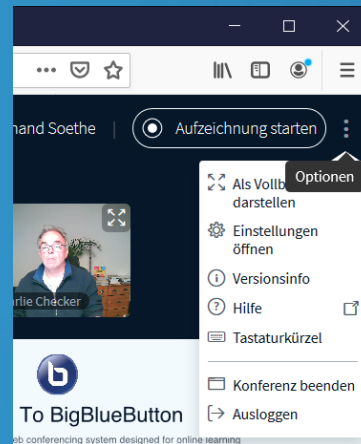 hand Soethe | Aufzeichnung starten
Optionen
Als Vollb
darstellen
Einstellungen
öffnen
Versionsinfo
Hilfe
Tastaturkürzel
Konferenz beenden
Ausloggen
arlie Checker
b
To BigBlueButton
eb conferencing system designed for online learning